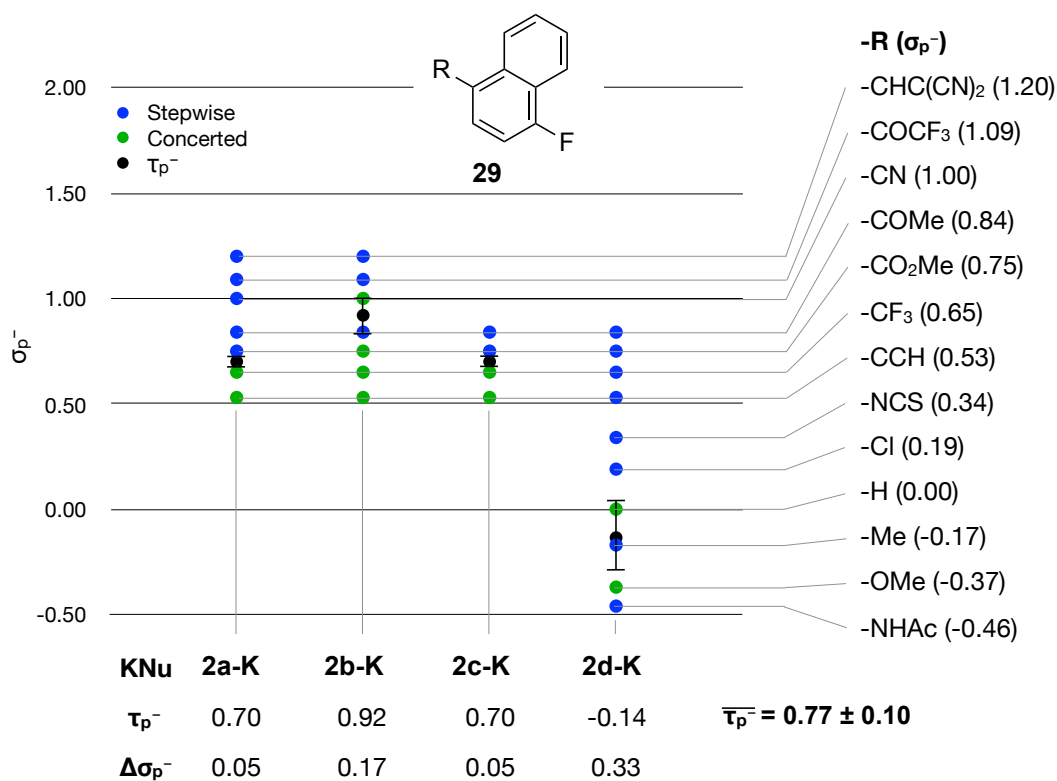 -R (σp⁻)
2.00
R
-CHC(CN)₂ (1.20)
Stepwise
-COCF₃ (1.09)
Concerted
F
τp⁻
29
-CN (1.00)
1.50
-COMe (0.84)
-CO₂Me (0.75)
1.00
-CF₃ (0.65)
σp⁻
-CCH (0.53)
0.50
-NCS (0.34)
-Cl (0.19)
-H (0.00)
0.00
-Me (-0.17)
-OMe (-0.37)
-0.50
-NHAc (-0.46)
KNu 2a-K 2b-K 2c-K 2d-K
τp⁻ 0.70 0.92 0.70 -0.14 τp⁻ = 0.77 ± 0.10
Δσp⁻ 0.05 0.17 0.05 0.33